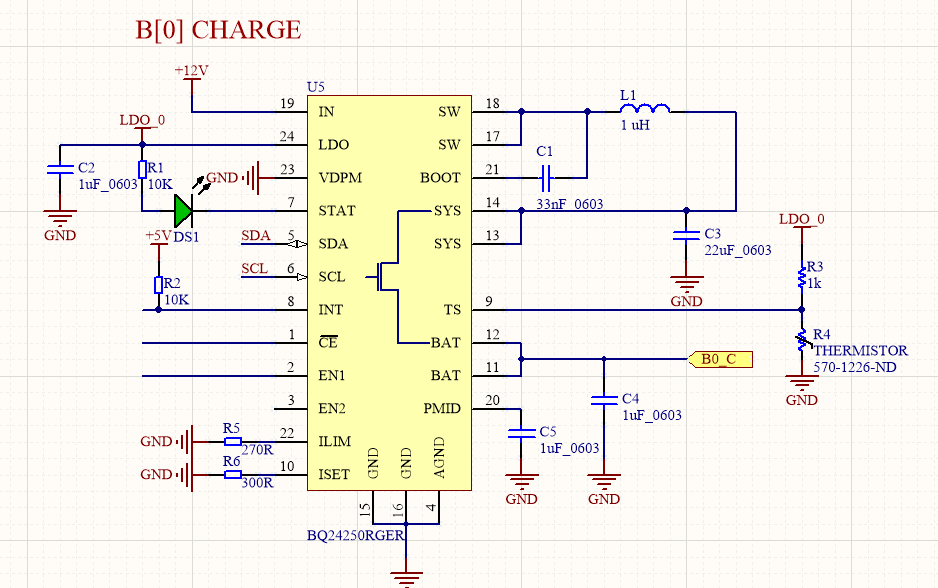 B[0] CHARGE
+12V
U5
19 IN SW 18
L1
1 uH
LDO_0
24 LDO SW 17
C2
1uF_0603
R1
10K
GND 23 VDPM BOOT 21
C1
33nF_0603
7 STAT SYS 14
GND
+5V DS1
SDA 5 SDA SYS 13
C3
22uF_0603
LDO_0
SCL 6 SCL
R2
10K
R3
1k
GND
8 INT TS 9
1 CE BAT 12
R4
THERMISTOR
570-1226-ND
B0_C
2 EN1 BAT 11
GND
3 EN2 PMID 20
C4
1uF_0603
R5
GND 270R 22 ILIM
C5
1uF_0603
R6
GND 300R 10 ISET
GND GND AGND
GND GND
15 16 4
BQ24250RGER